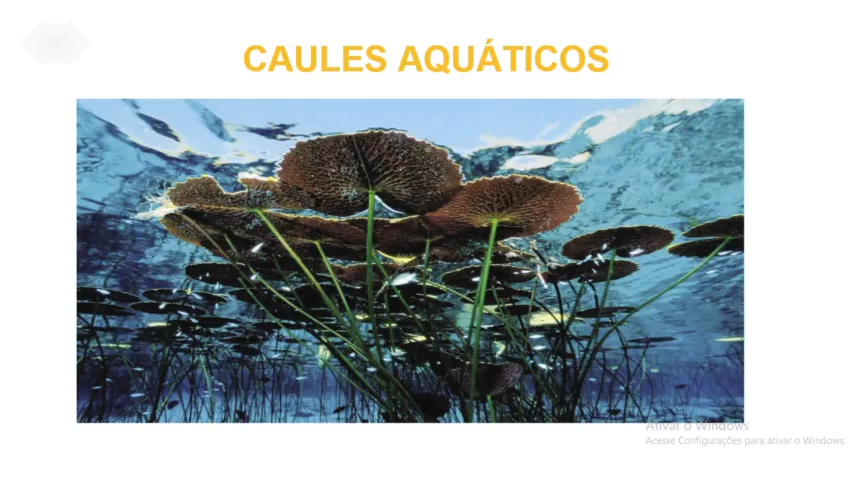 CAULES AQUÁTICOS
Ativar o Windows
Acesse Configurações para ativar o Windows.